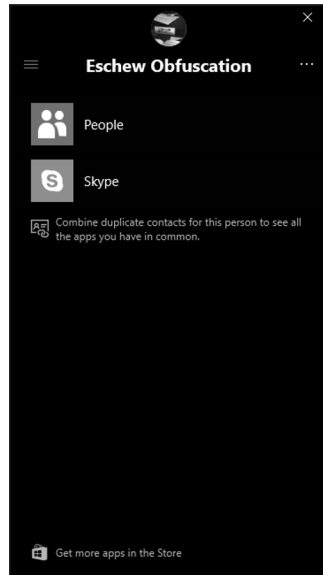 Eschew Obfuscation
People
Skype
Combine duplicate contacts for this person to see all
the apps you have in common.
Get more apps in the Store